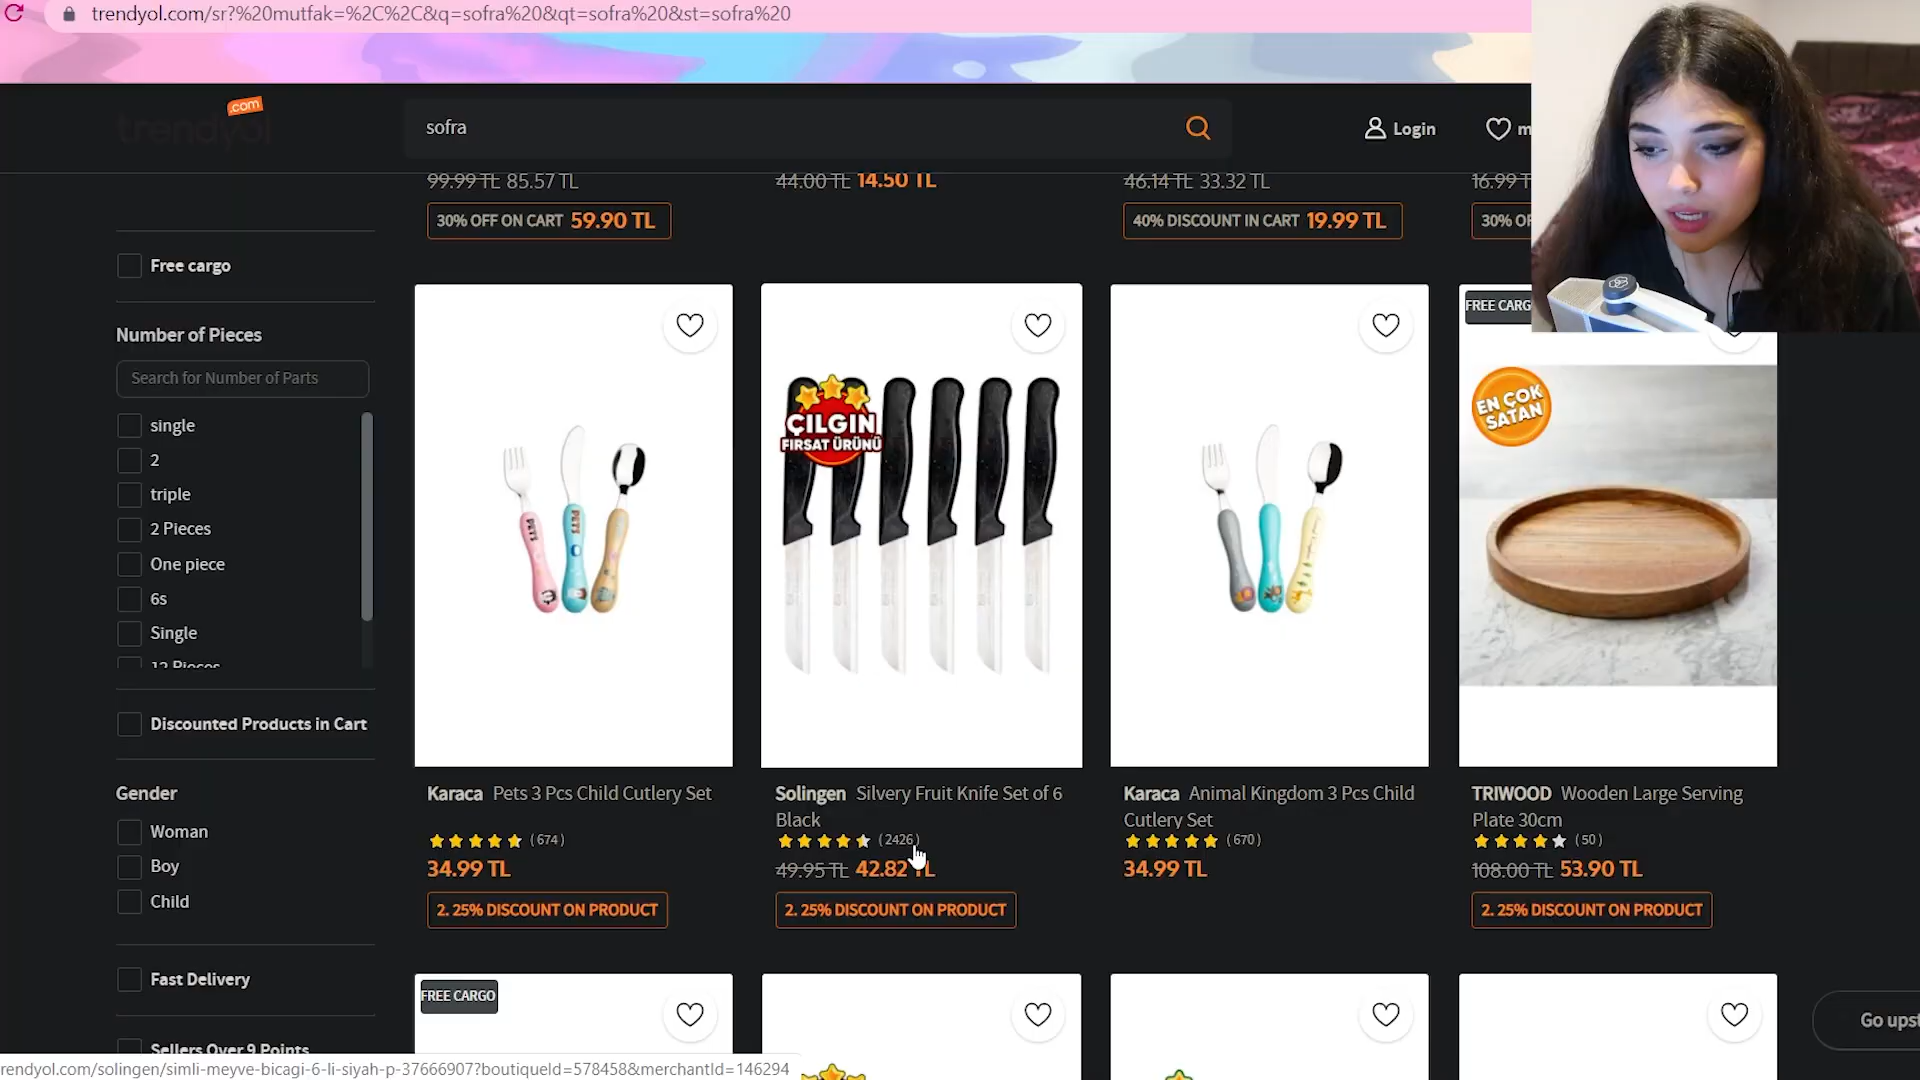 trendyol.com/sr?%20mutfak=%2C%2C&q=sofra%20&qt=sofra%20&st=sofra%20
trendyol
.com
sofra
Login
m
99.99 TL 85.57 TL
44.00 TL 14.50 TL
46.14 TL 33.32 TL
16.99 T
30% OFF ON CART 59.90 TL
40% DISCOUNT IN CART 19.99 TL
30% OF
Free cargo
Number of Pieces
Search for Number of Parts
single
2
triple
2 Pieces
One piece
6s
Single
12 Pieces
Discounted Products in Cart
Gender
Woman
Boy
Child
Fast Delivery
Sellers Over 9 Points
PETS
PETS
ÇILGIN
FIRSAT ÜRÜNÜ
FREE CARG
EN ÇOK
SATAN
Karaca Pets 3 Pcs Child Cutlery Set
(674)
34.99 TL
2. 25% DISCOUNT ON PRODUCT
Solingen Silvery Fruit Knife Set of 6
Black
(2426)
49.95 TL 42.82 TL
2. 25% DISCOUNT ON PRODUCT
Karaca Animal Kingdom 3 Pcs Child
Cutlery Set
(670)
34.99 TL
TRIWOOD Wooden Large Serving
Plate 30cm
(50)
108.00 TL 53.90 TL
2. 25% DISCOUNT ON PRODUCT
FREE CARGO
Go upst
rendyol.com/solingen/simli-meyve-bicagi-6-li-siyah-p-37666907?boutiqueId=578458&merchantId=146294